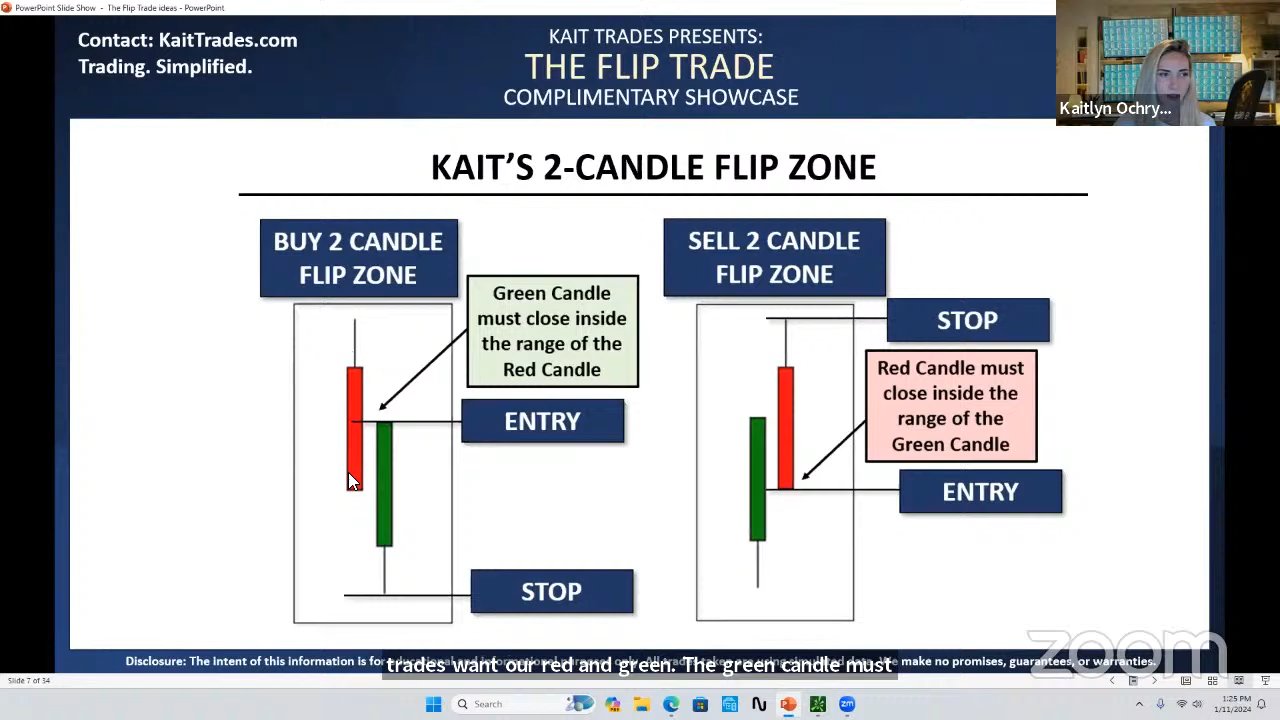 PowerPoint Slide Show - The Flip Trade ideas - PowerPoint
Contact: KaitTrades.com
Trading. Simplified.
KAIT TRADES PRESENTS:
THE FLIP TRADE
COMPLIMENTARY SHOWCASE
Kaitlyn Ochry...
KAIT'S 2-CANDLE FLIP ZONE
BUY 2 CANDLE
FLIP ZONE
Green Candle
must close inside
the range of the
Red Candle
ENTRY
STOP
SELL 2 CANDLE
FLIP ZONE
STOP
Red Candle must
close inside the
range of the
Green Candle
ENTRY
zoom
Disclosure: The intent of this information is for
make no promises, guarantees, or warranties.
trades want our red and green. The green candle must
Slide 7 of 34
Search
1:25 PM
1/11/2024